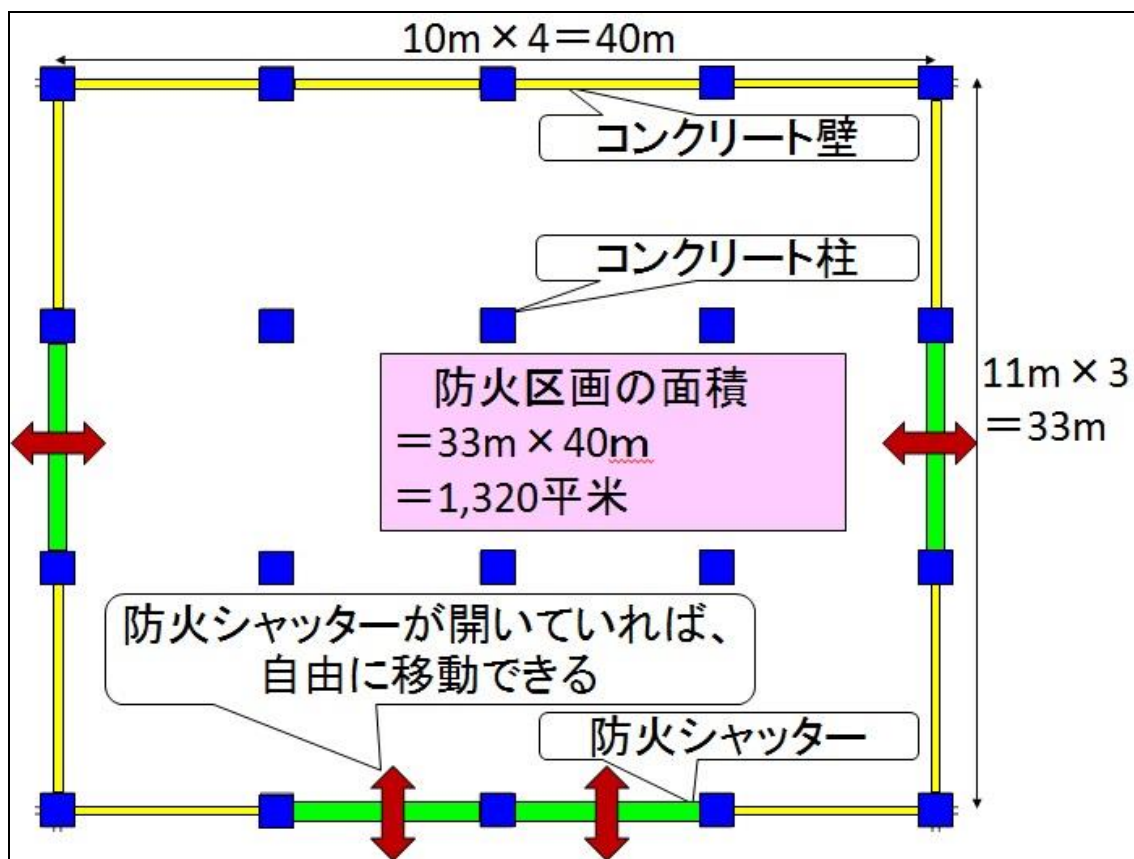 10m×4＝40m
コンクリート壁
コンクリート柱
防火区画の面積
＝33m×40m
＝1,320平米
11m×3
＝33m
防火シャッターが開いていれば、
自由に移動できる
防火シャッター